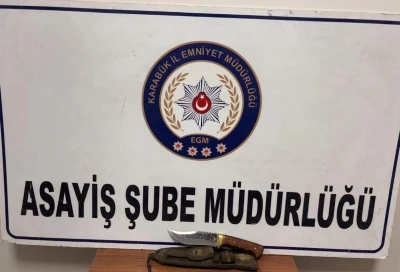 KARABÜK İL EMNİYET MÜDÜRLÜĞÜ
EGM
ASAYİŞ ŞUBE MÜDÜRLÜĞÜ